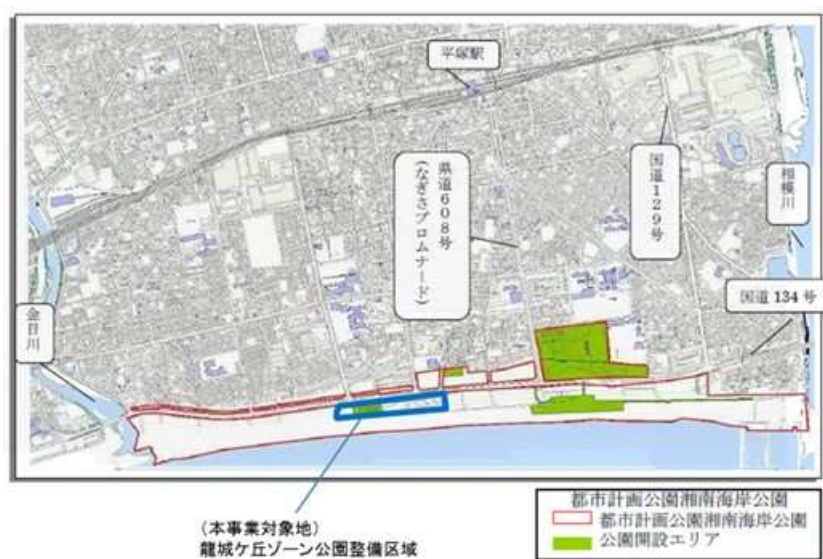 平塚駅
県道608号
(なぎさプロムナード)
国道129号
相模川
国道134号
金目川
(本事業対象地)
龍城ケ丘ゾーン公園整備区域
都市計画公園湘南海岸公園
都市計画公園湘南海岸公園
公園開設エリア